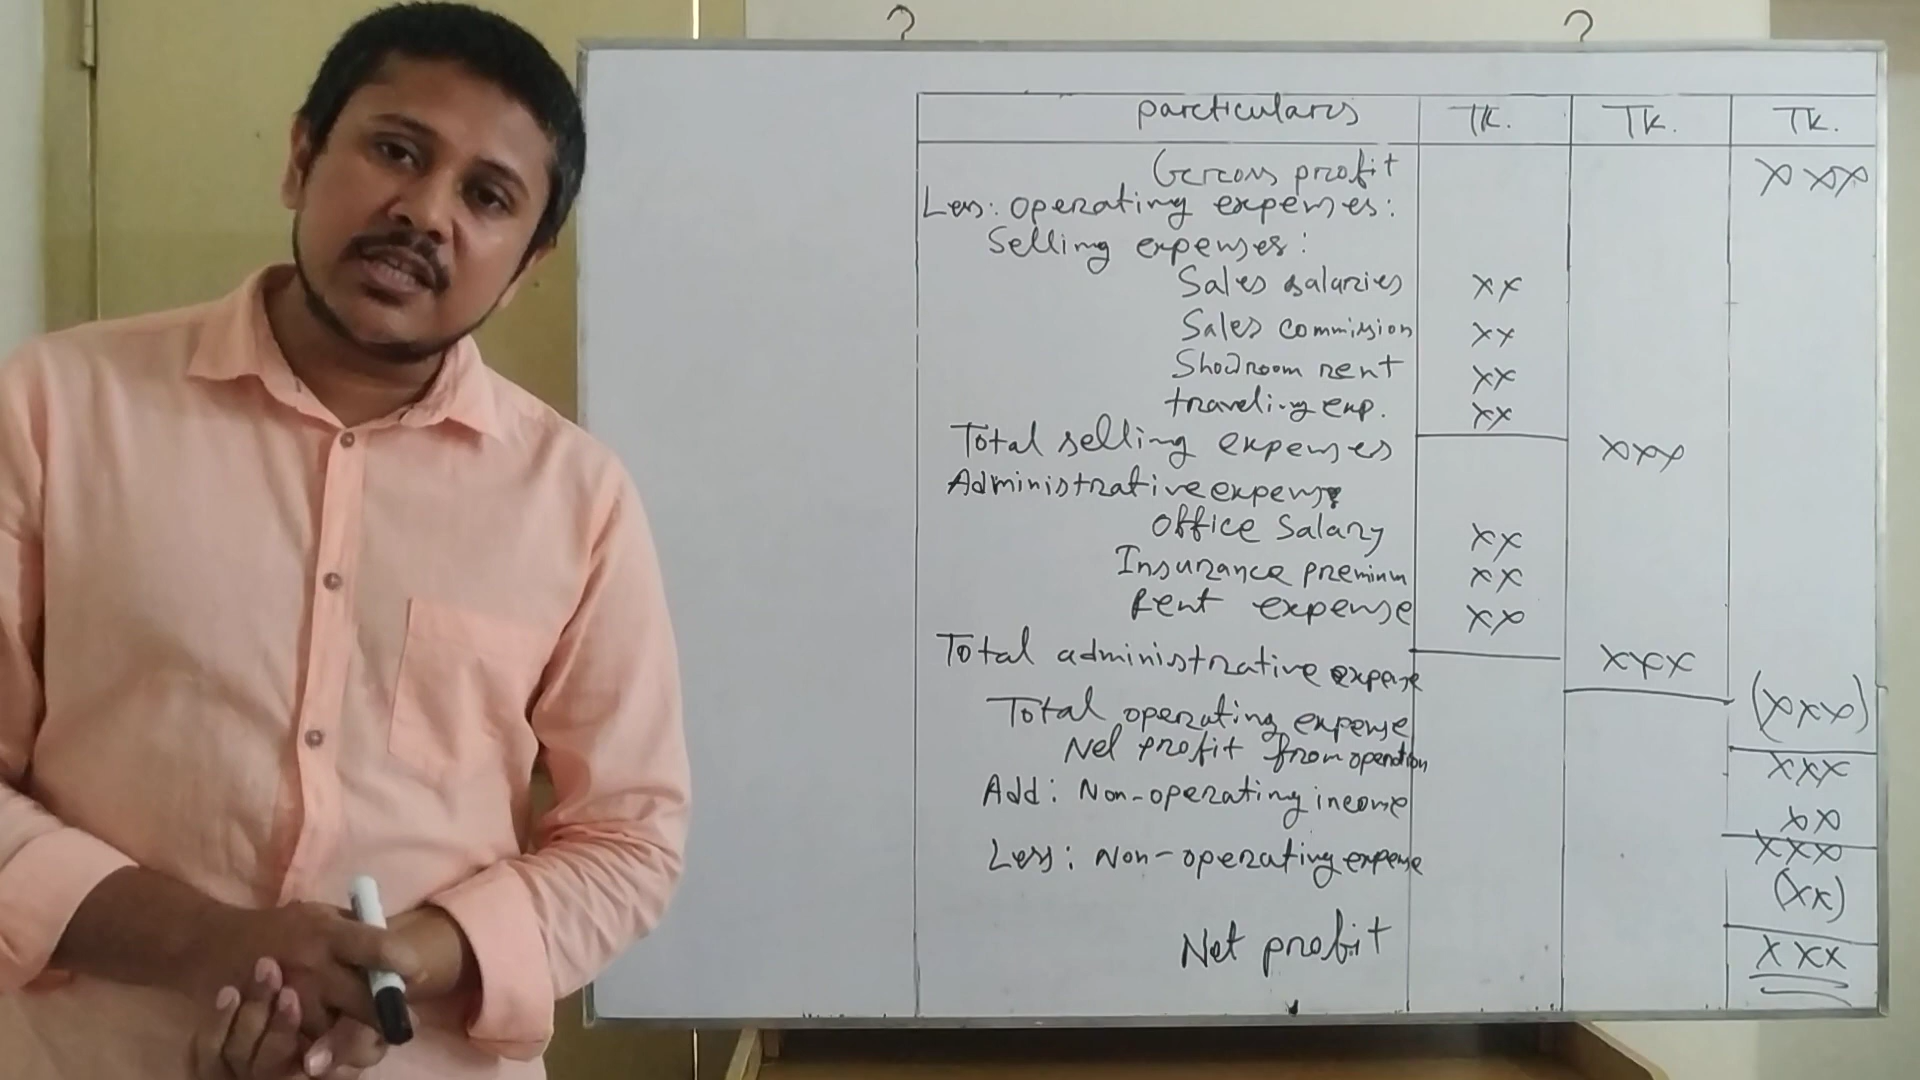 particulars TK. TK. TK.
Gross profit xxx
Less: operating expenses:
Selling expenses:
Sales salaries xx
Sales commission xx
Showroom rent xx
traveling exp. xx
Total selling expenses xxx
Administrative expenses
Office Salary xx
Insurance premium xx
Rent expense xx
Total administrative expense xxx
Total operating expense (xxx)
Net profit from operation xxx
Add: Non-operating income xx
xxx
Less: Non-operating expense (xx)
Net profit xxx